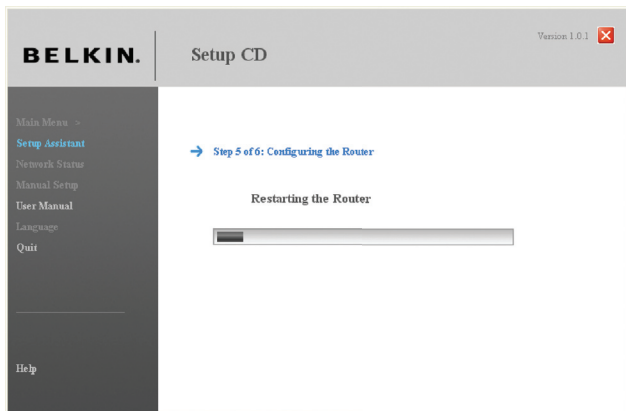 BELKIN.
Setup CD
Version 1.0.1
Main Menu >
Setup Assistant
Network Status
Manual Setup
User Manual
Language
Quit
Help
Step 5 of 6: Configuring the Router
Restarting the Router